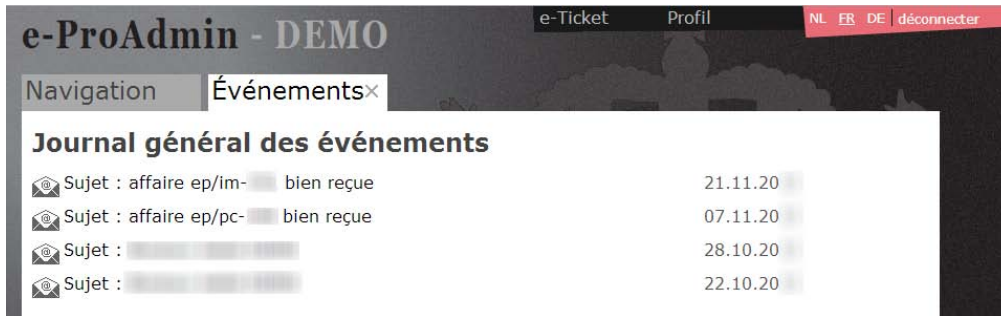 e-ProAdmin - DEMO
e-Ticket Profil NL FR DE déconnecter
Navigation Événements×
Journal général des événements
Sujet : affaire ep/im- bien reçue 21.11.20
Sujet : affaire ep/pc- bien reçue 07.11.20
Sujet : 28.10.20
Sujet : 22.10.20